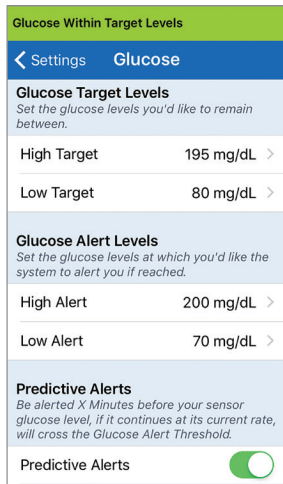 Glucose Within Target Levels
Settings Glucose
Glucose Target Levels
Set the glucose levels you'd like to remain
between.
High Target 195 mg/dL
Low Target 80 mg/dL
Glucose Alert Levels
Set the glucose levels at which you'd like the
system to alert you if reached.
High Alert 200 mg/dL
Low Alert 70 mg/dL
Predictive Alerts
Be alerted X Minutes before your sensor
glucose level, if it continues at its current rate,
will cross the Glucose Alert Threshold.
Predictive Alerts